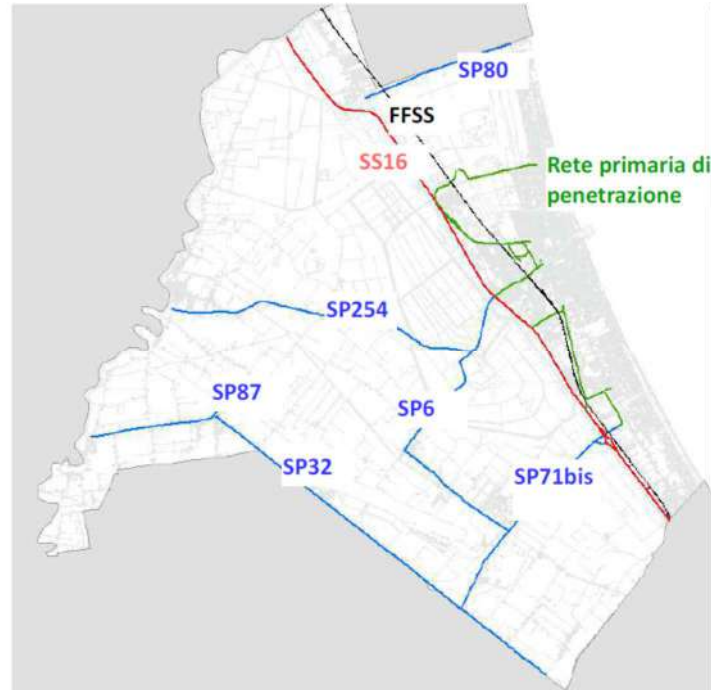 SP80
FFSS
SS16
Rete primaria di
penetrazione
SP254
SP87
SP6
SP32
SP71bis